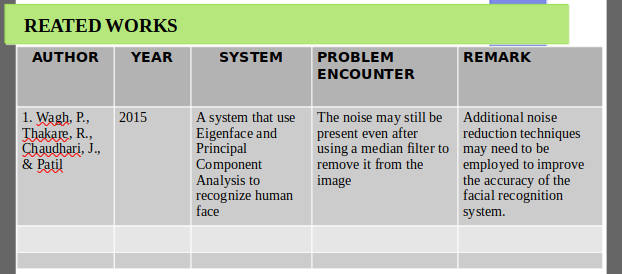 REATED WORKS
AUTHOR
YEAR
SYSTEM
PROBLEM
ENCOUNTER
REMARK
1. Wagh, P.,
Thakare, R.,
Chaudhari, J.,
& Patil
2015
A system that use
Eigenface and
Principal
Component
Analysis to
recognize human
face
The noise may still be
present even after
using a median filter to
remove it from the
image
Additional noise
reduction techniques
may need to be
employed to improve
the accuracy of the
facial recognition
system.